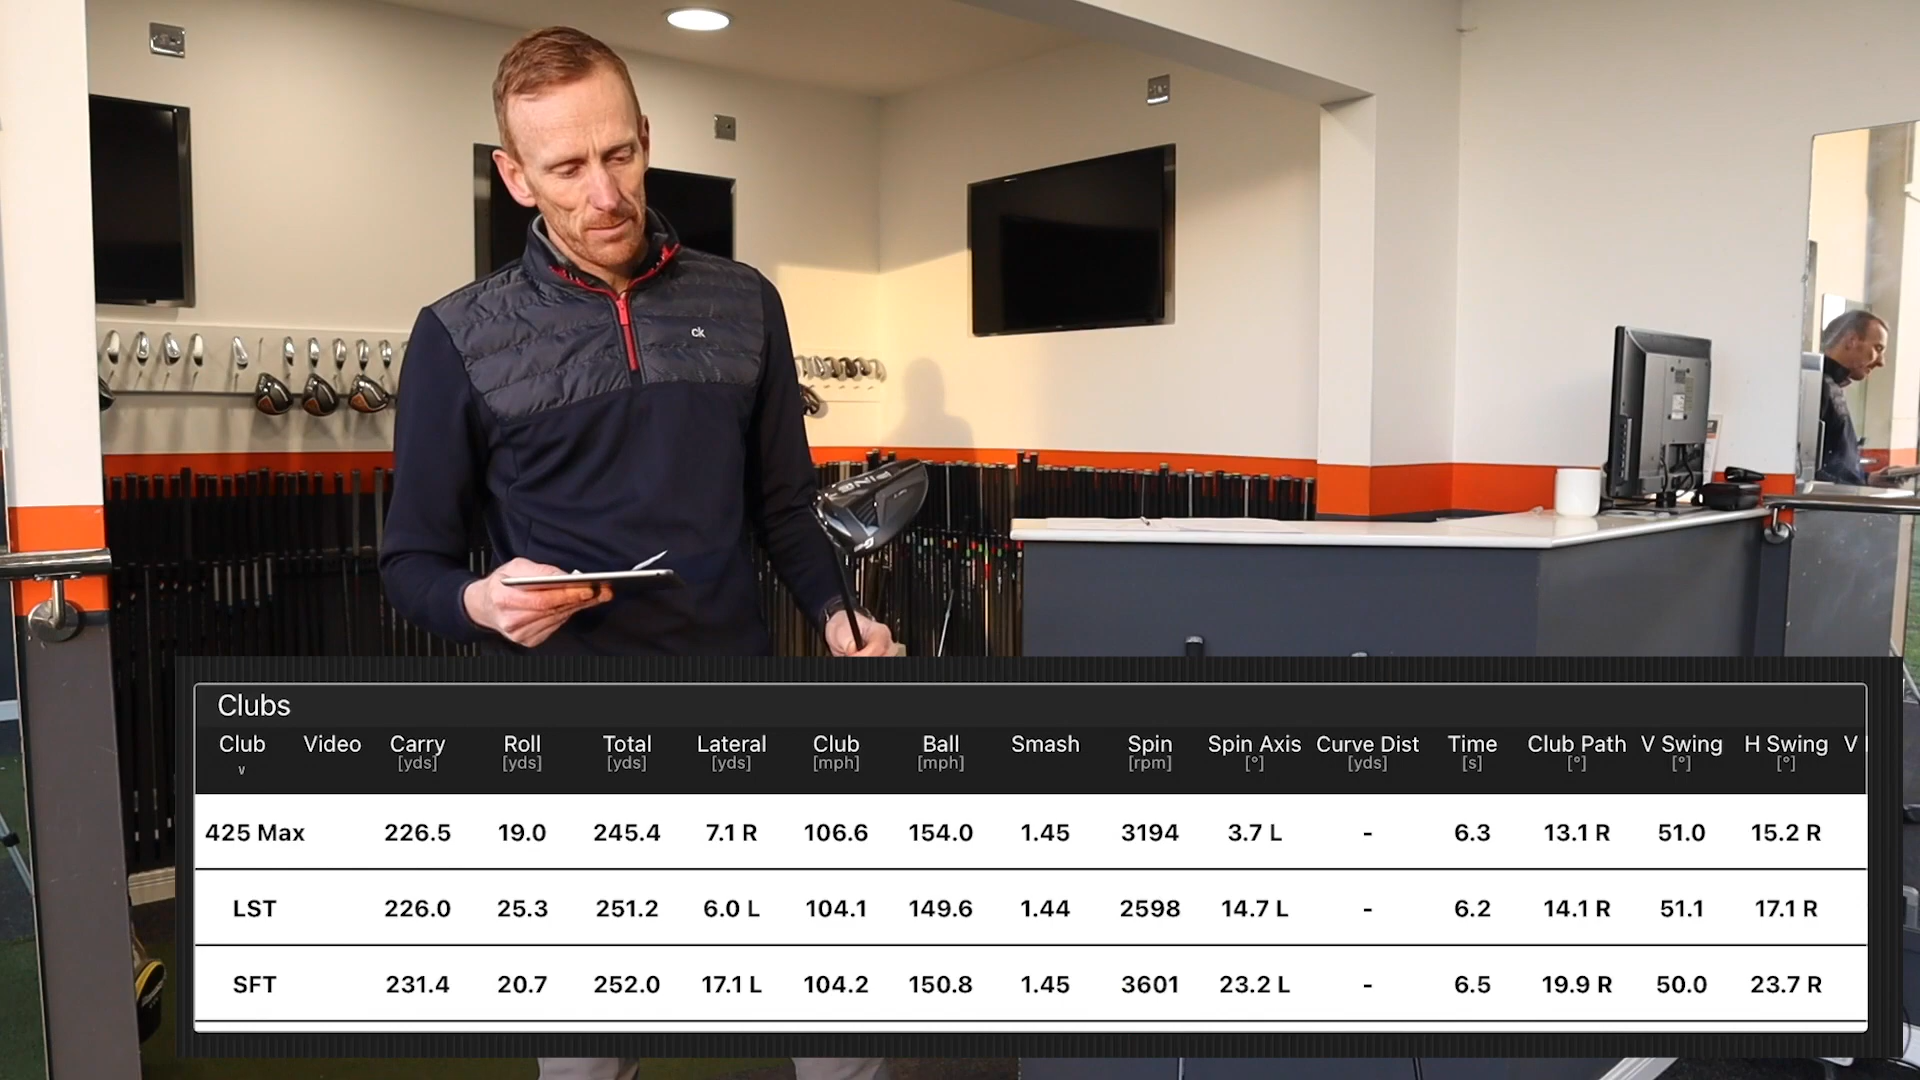 ck
PING
Clubs
Club Video Carry Roll Total Lateral Club Ball Smash Spin Spin Axis Curve Dist Time Club Path V Swing H Swing V
∨ [yds] [yds] [yds] [yds] [mph] [mph] [rpm] [°] [yds] [s] [°] [°] [°]
425 Max 226.5 19.0 245.4 7.1 R 106.6 154.0 1.45 3194 3.7 L - 6.3 13.1 R 51.0 15.2 R
LST 226.0 25.3 251.2 6.0 L 104.1 149.6 1.44 2598 14.7 L - 6.2 14.1 R 51.1 17.1 R
SFT 231.4 20.7 252.0 17.1 L 104.2 150.8 1.45 3601 23.2 L - 6.5 19.9 R 50.0 23.7 R